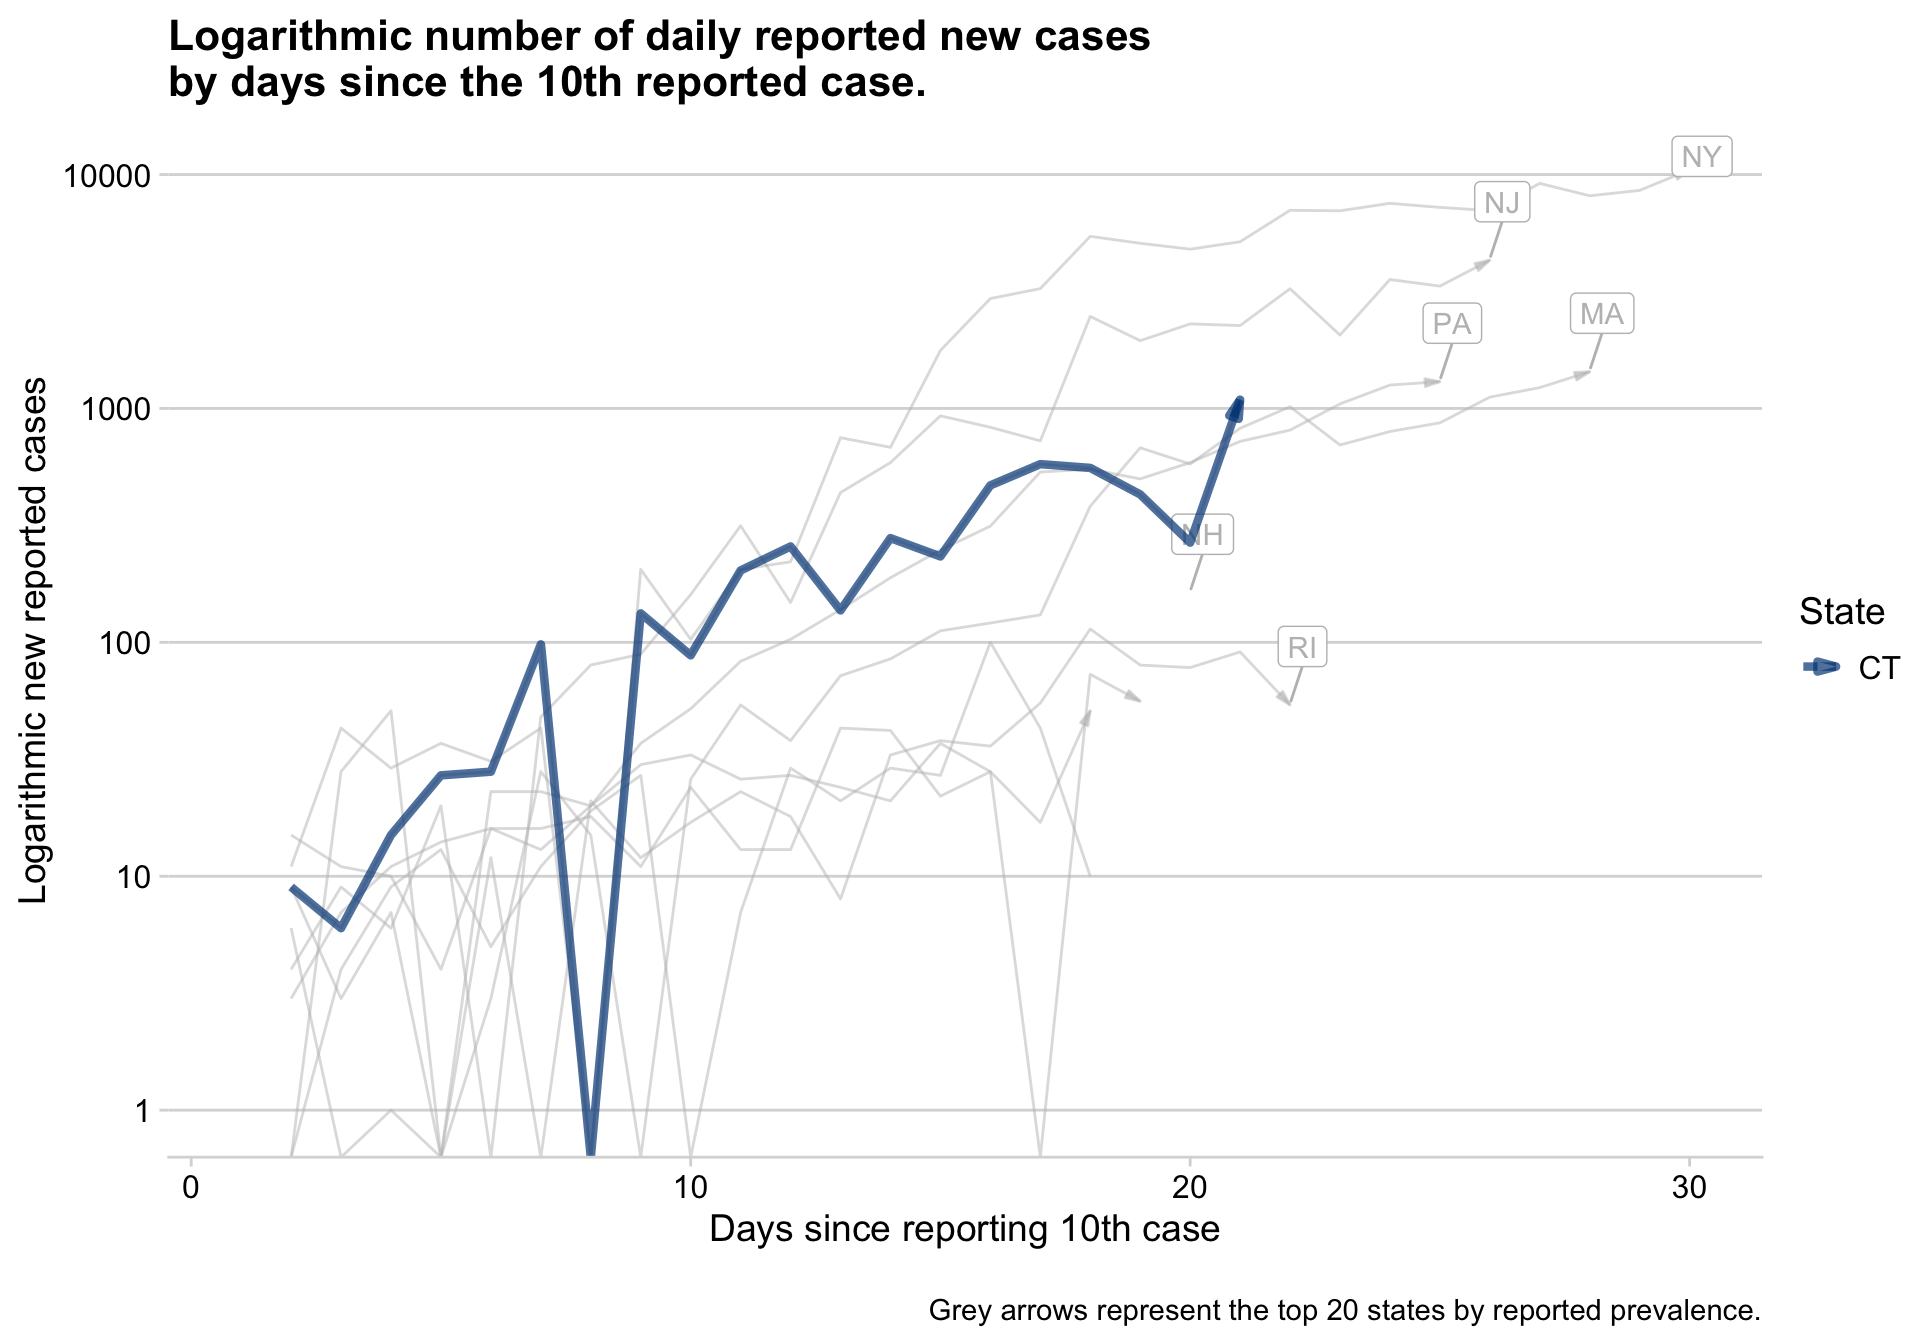 Logarithmic number of daily reported new cases
by days since the 10th reported case.
Logarithmic new reported cases
10000
1000
100
10
1
NY
NJ
PA
MA
NH
RI
State
CT
0
10
20
30
Days since reporting 10th case
Grey arrows represent the top 20 states by reported prevalence.